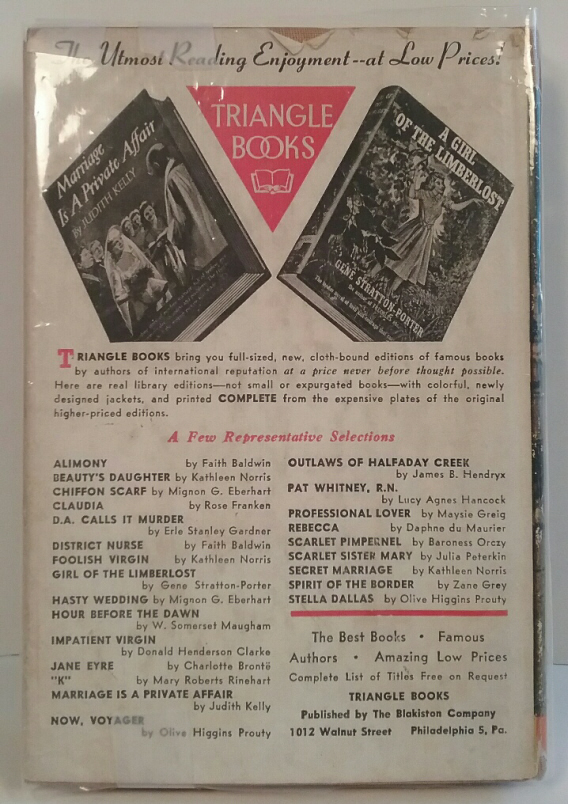 The Utmost Reading Enjoyment--at Low Prices!
TRIANGLE
BOOKS
Marriage
Is A Private Affair
By JUDITH KELLY
A GIRL
OF THE LIMBERLOST
GENE STRATTON-PORTER
TRIANGLE BOOKS bring you full-sized, new, cloth-bound editions of famous books
by authors of international reputation at a price never before thought possible.
Here are real library editions—not small or expurgated books—with colorful, newly
designed jackets, and printed COMPLETE from the expensive plates of the original
higher-priced editions.
A Few Representative Selections
ALIMONY by Faith Baldwin
BEAUTY'S DAUGHTER by Kathleen Norris
CHIFFON SCARF by Mignon G. Eberhart
CLAUDIA by Rose Franken
D.A. CALLS IT MURDER
by Erle Stanley Gardner
DISTRICT NURSE by Faith Baldwin
FOOLISH VIRGIN by Kathleen Norris
GIRL OF THE LIMBERLOST
by Gene Stratton-Porter
HASTY WEDDING by Mignon G. Eberhart
HOUR BEFORE THE DAWN
by W. Somerset Maugham
IMPATIENT VIRGIN
by Donald Henderson Clarke
JANE EYRE by Charlotte Brontë
"K" by Mary Roberts Rinehart
MARRIAGE IS A PRIVATE AFFAIR
by Judith Kelly
NOW, VOYAGER
by Olive Higgins Prouty
OUTLAWS OF HALFADAY CREEK
by James B. Hendryx
PAT WHITNEY, R.N.
by Lucy Agnes Hancock
PROFESSIONAL LOVER by Maysie Greig
REBECCA by Daphne du Maurier
SCARLET PIMPERNEL by Baroness Orczy
SCARLET SISTER MARY by Julia Peterkin
SECRET MARRIAGE by Kathleen Norris
SPIRIT OF THE BORDER by Zane Grey
STELLA DALLAS by Olive Higgins Prouty
The Best Books • Famous
Authors • Amazing Low Prices
Complete List of Titles Free on Request
TRIANGLE BOOKS
Published by The Blakiston Company
1012 Walnut Street Philadelphia 5, Pa.